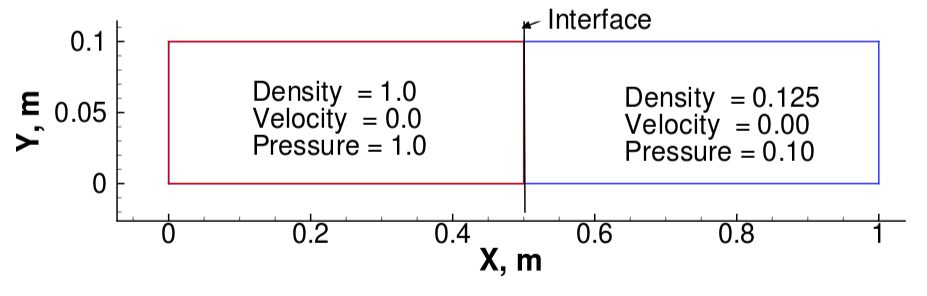 Interface
0.1
0.05
0
Y, m
Density = 1.0
Velocity = 0.0
Pressure = 1.0
Density = 0.125
Velocity = 0.00
Pressure = 0.10
0 0.2 0.4 0.6 0.8 1
X, m